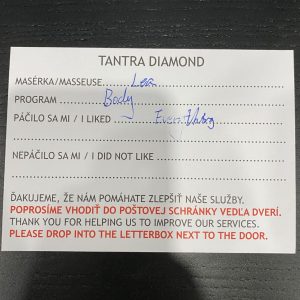 TANTRA DIAMOND
MASÉRKA/MASSEUSE ..... Lea .....
PROGRAM ..... Body .....
PÁČILO SA MI / I LIKED ..... Everything .....
NEPÁČILO SA MI / I DID NOT LIKE .....
ĎAKUJEME, ŽE NÁM POMÁHATE ZLEPŠIŤ NAŠE SLUŽBY.
POPROSÍME VHODIŤ DO POŠTOVEJ SCHRÁNKY VEDĽA DVERÍ.
THANK YOU FOR HELPING US TO IMPROVE OUR SERVICES.
PLEASE DROP INTO THE LETTERBOX NEXT TO THE DOOR.